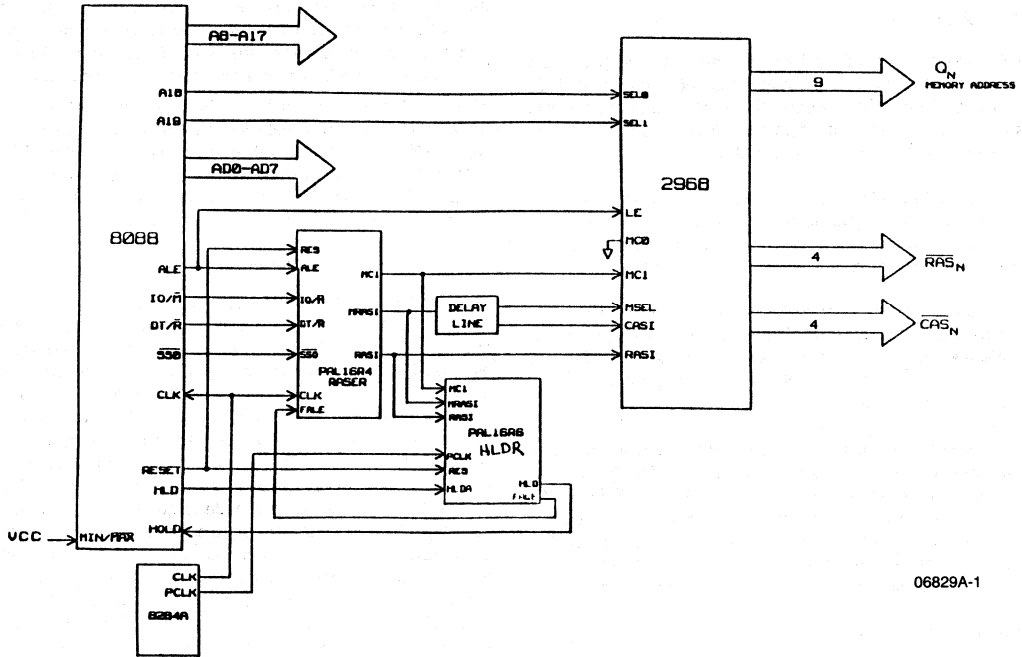 A8-A17
A18
A19
AD0-AD7
8088
ALE
IO/M̅
DT/R̅
S̅S̅0̅
CLK
RESET
HLD
HOLD
VCC
MIN/M̅A̅X̅
CLK
PCLK
8284A
RES
ALE
IO/M̅
DT/R̅
S̅S̅0̅
CLK
FALE
MC1
MRASI
RASI
PAL16R4
RASER
DELAY
LINE
MC1
MRASI
RASI
PAL16R6
HLDR
PCLK
RES
HLDA
HLD
FALE
SEL0
SEL1
2968
LE
MC0
MC1
MSEL
CASI
RASI
9
Q_N
MEMORY ADDRESS
4
R̅A̅S̅_N
4
C̅A̅S̅_N
06829A-1